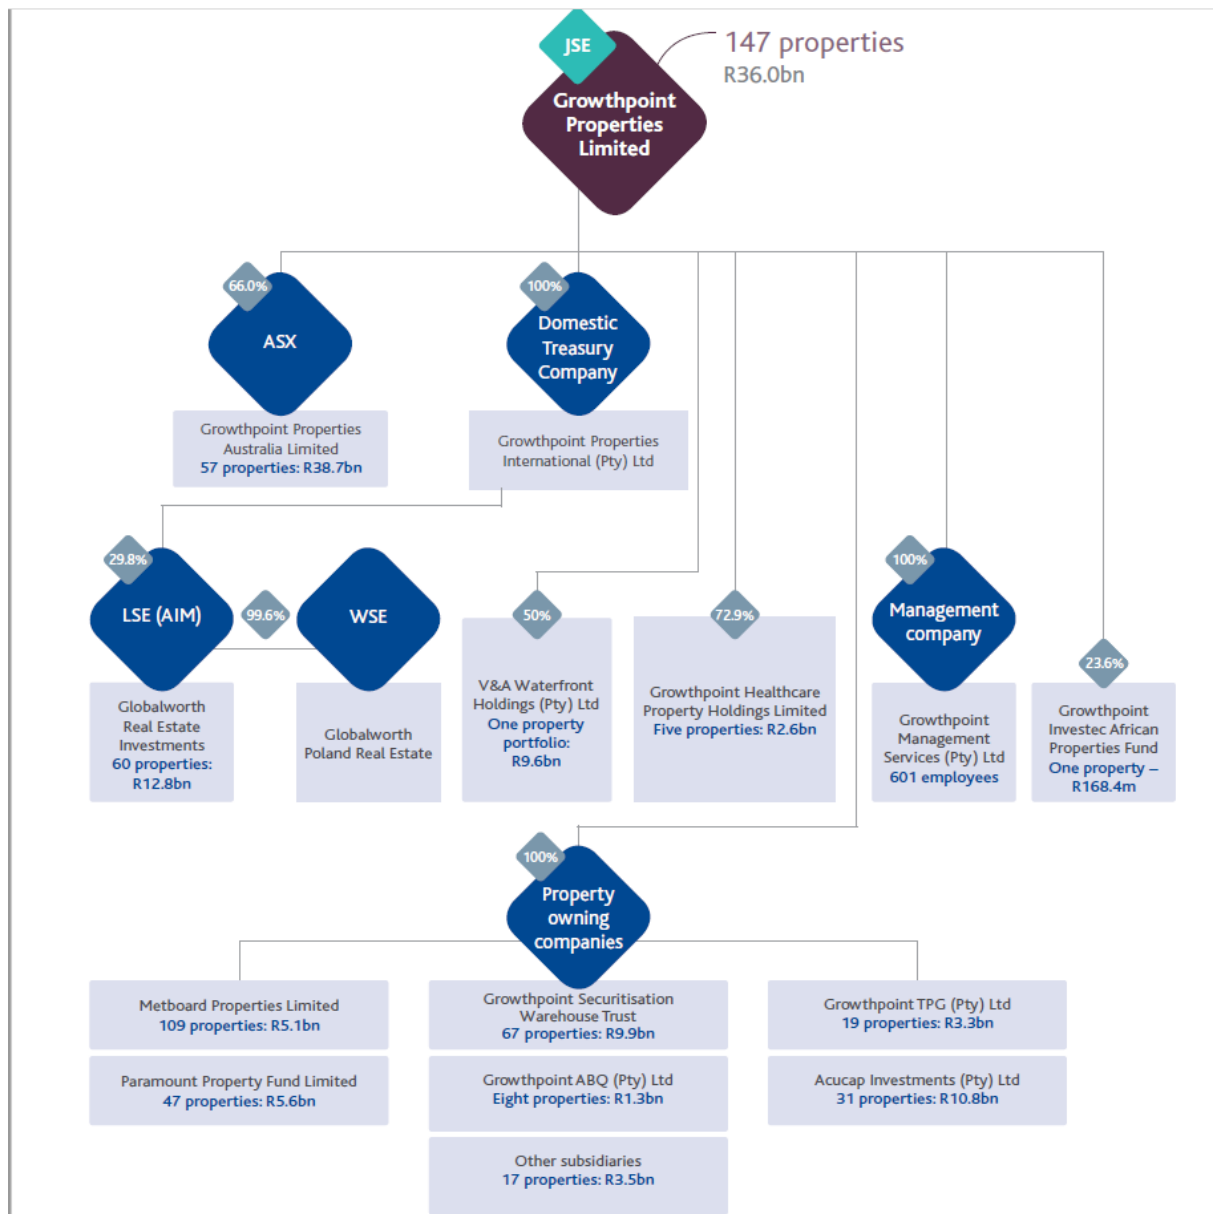 JSE
147 properties
R36.0bn
Growthpoint
Properties
Limited
66.0%
ASX
Growthpoint Properties
Australia Limited
57 properties: R38.7bn
100%
Domestic
Treasury
Company
Growthpoint Properties
International (Pty) Ltd
29.8%
LSE (AIM)
99.6%
WSE
Globalworth
Real Estate
Investments
60 properties:
R12.8bn
Globalworth
Poland Real Estate
50%
V&A Waterfront
Holdings (Pty) Ltd
One property
portfolio:
R9.6bn
72.9%
Growthpoint Healthcare
Property Holdings Limited
Five properties: R2.6bn
100%
Management
company
Growthpoint
Management
Services (Pty) Ltd
601 employees
23.6%
Growthpoint
Investec African
Properties Fund
One property –
R168.4m
100%
Property
owning
companies
Metboard Properties Limited
109 properties: R5.1bn
Growthpoint Securitisation
Warehouse Trust
67 properties: R9.9bn
Growthpoint TPG (Pty) Ltd
19 properties: R3.3bn
Paramount Property Fund Limited
47 properties: R5.6bn
Growthpoint ABQ (Pty) Ltd
Eight properties: R1.3bn
Acucap Investments (Pty) Ltd
31 properties: R10.8bn
Other subsidiaries
17 properties: R3.5bn